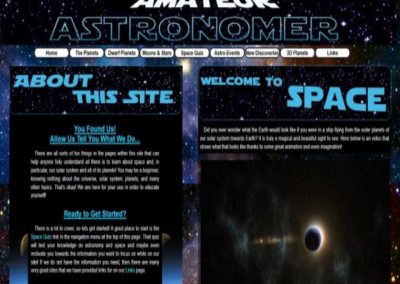 AMATEUR
ASTRONOMER
Home
The Planets
Dwarf Planets
Moons & Stars
Space Quiz
Astro Events
New Discoveries
3D Planets
Links
ABOUT
THIS SITE
You Found Us!
Allow Us Tell You What We Do...
There are all sorts of fun things in the pages within this site that can
help anyone fully understand all there is to learn about space and; in
particular, our solar system and all of its planets! You may be a beginner,
knowing nothing about the universe, solar system, planets, and many
other topics. That's okay! We are here for your use in order to educate
yourself!
Ready to Get Started?
There is a lot to cover, so lets get started! A good place to start is the
Space Quiz link in the navigation menu at the top of this page. That quiz
will test your knowledge on astronomy and space and maybe even
motivate you towards the information you want to focus on while on our
site! If we do not have the information you need, then there are many
very good sites that we have provided links for on our Links page.
WELCOME TO
SPACE
Did you ever wonder what the Earth would look like if you were in a ship flying from the outer planets of
our solar system towards Earth? It is truly a magical and beautiful sight to see. Here below is an video that
shows what that looks like thanks to some great animation and even imagination!